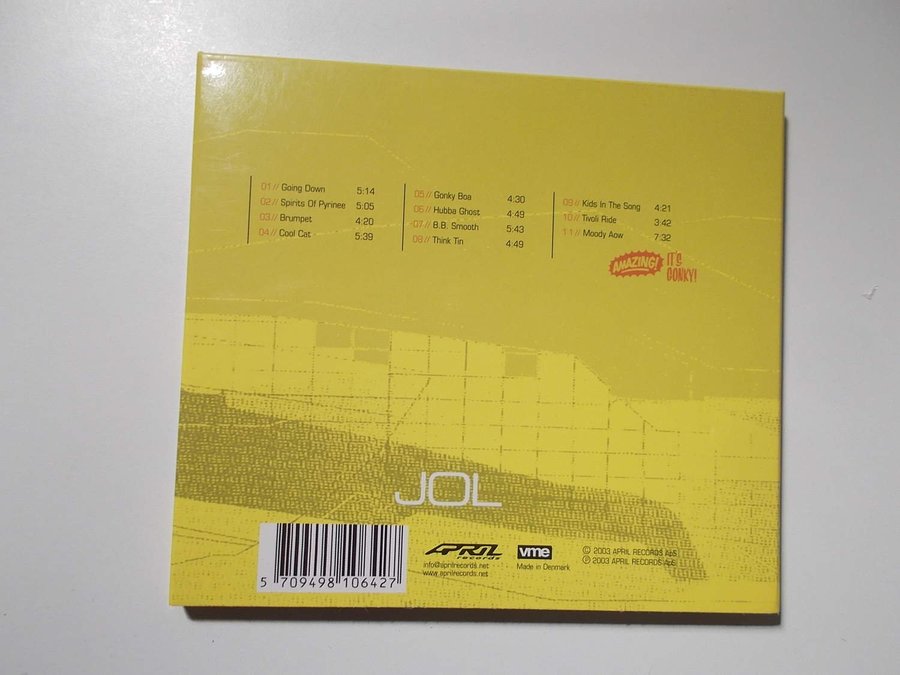 01// Going Down 5:14
02// Spirits Of Pyrinee 5:05
03// Brumpet 4:20
04// Cool Cat 5:39
05// Gonky Boa 4:30
06// Hubba Ghost 4:49
07// B.B. Smooth 5:43
08// Think Tin 4:49
09// Kids In The Song 4:21
10// Tivoli Ride 3:42
11// Moody Aow 7:32
AMAZING! IT'S
GONKY!
JOL
5 709498 106427
APRIL
records
info@aprilrecords.net
www.aprilrecords.net
vme
Made in Denmark
© 2003 APRIL RECORDS ApS
℗ 2003 APRIL RECORDS ApS